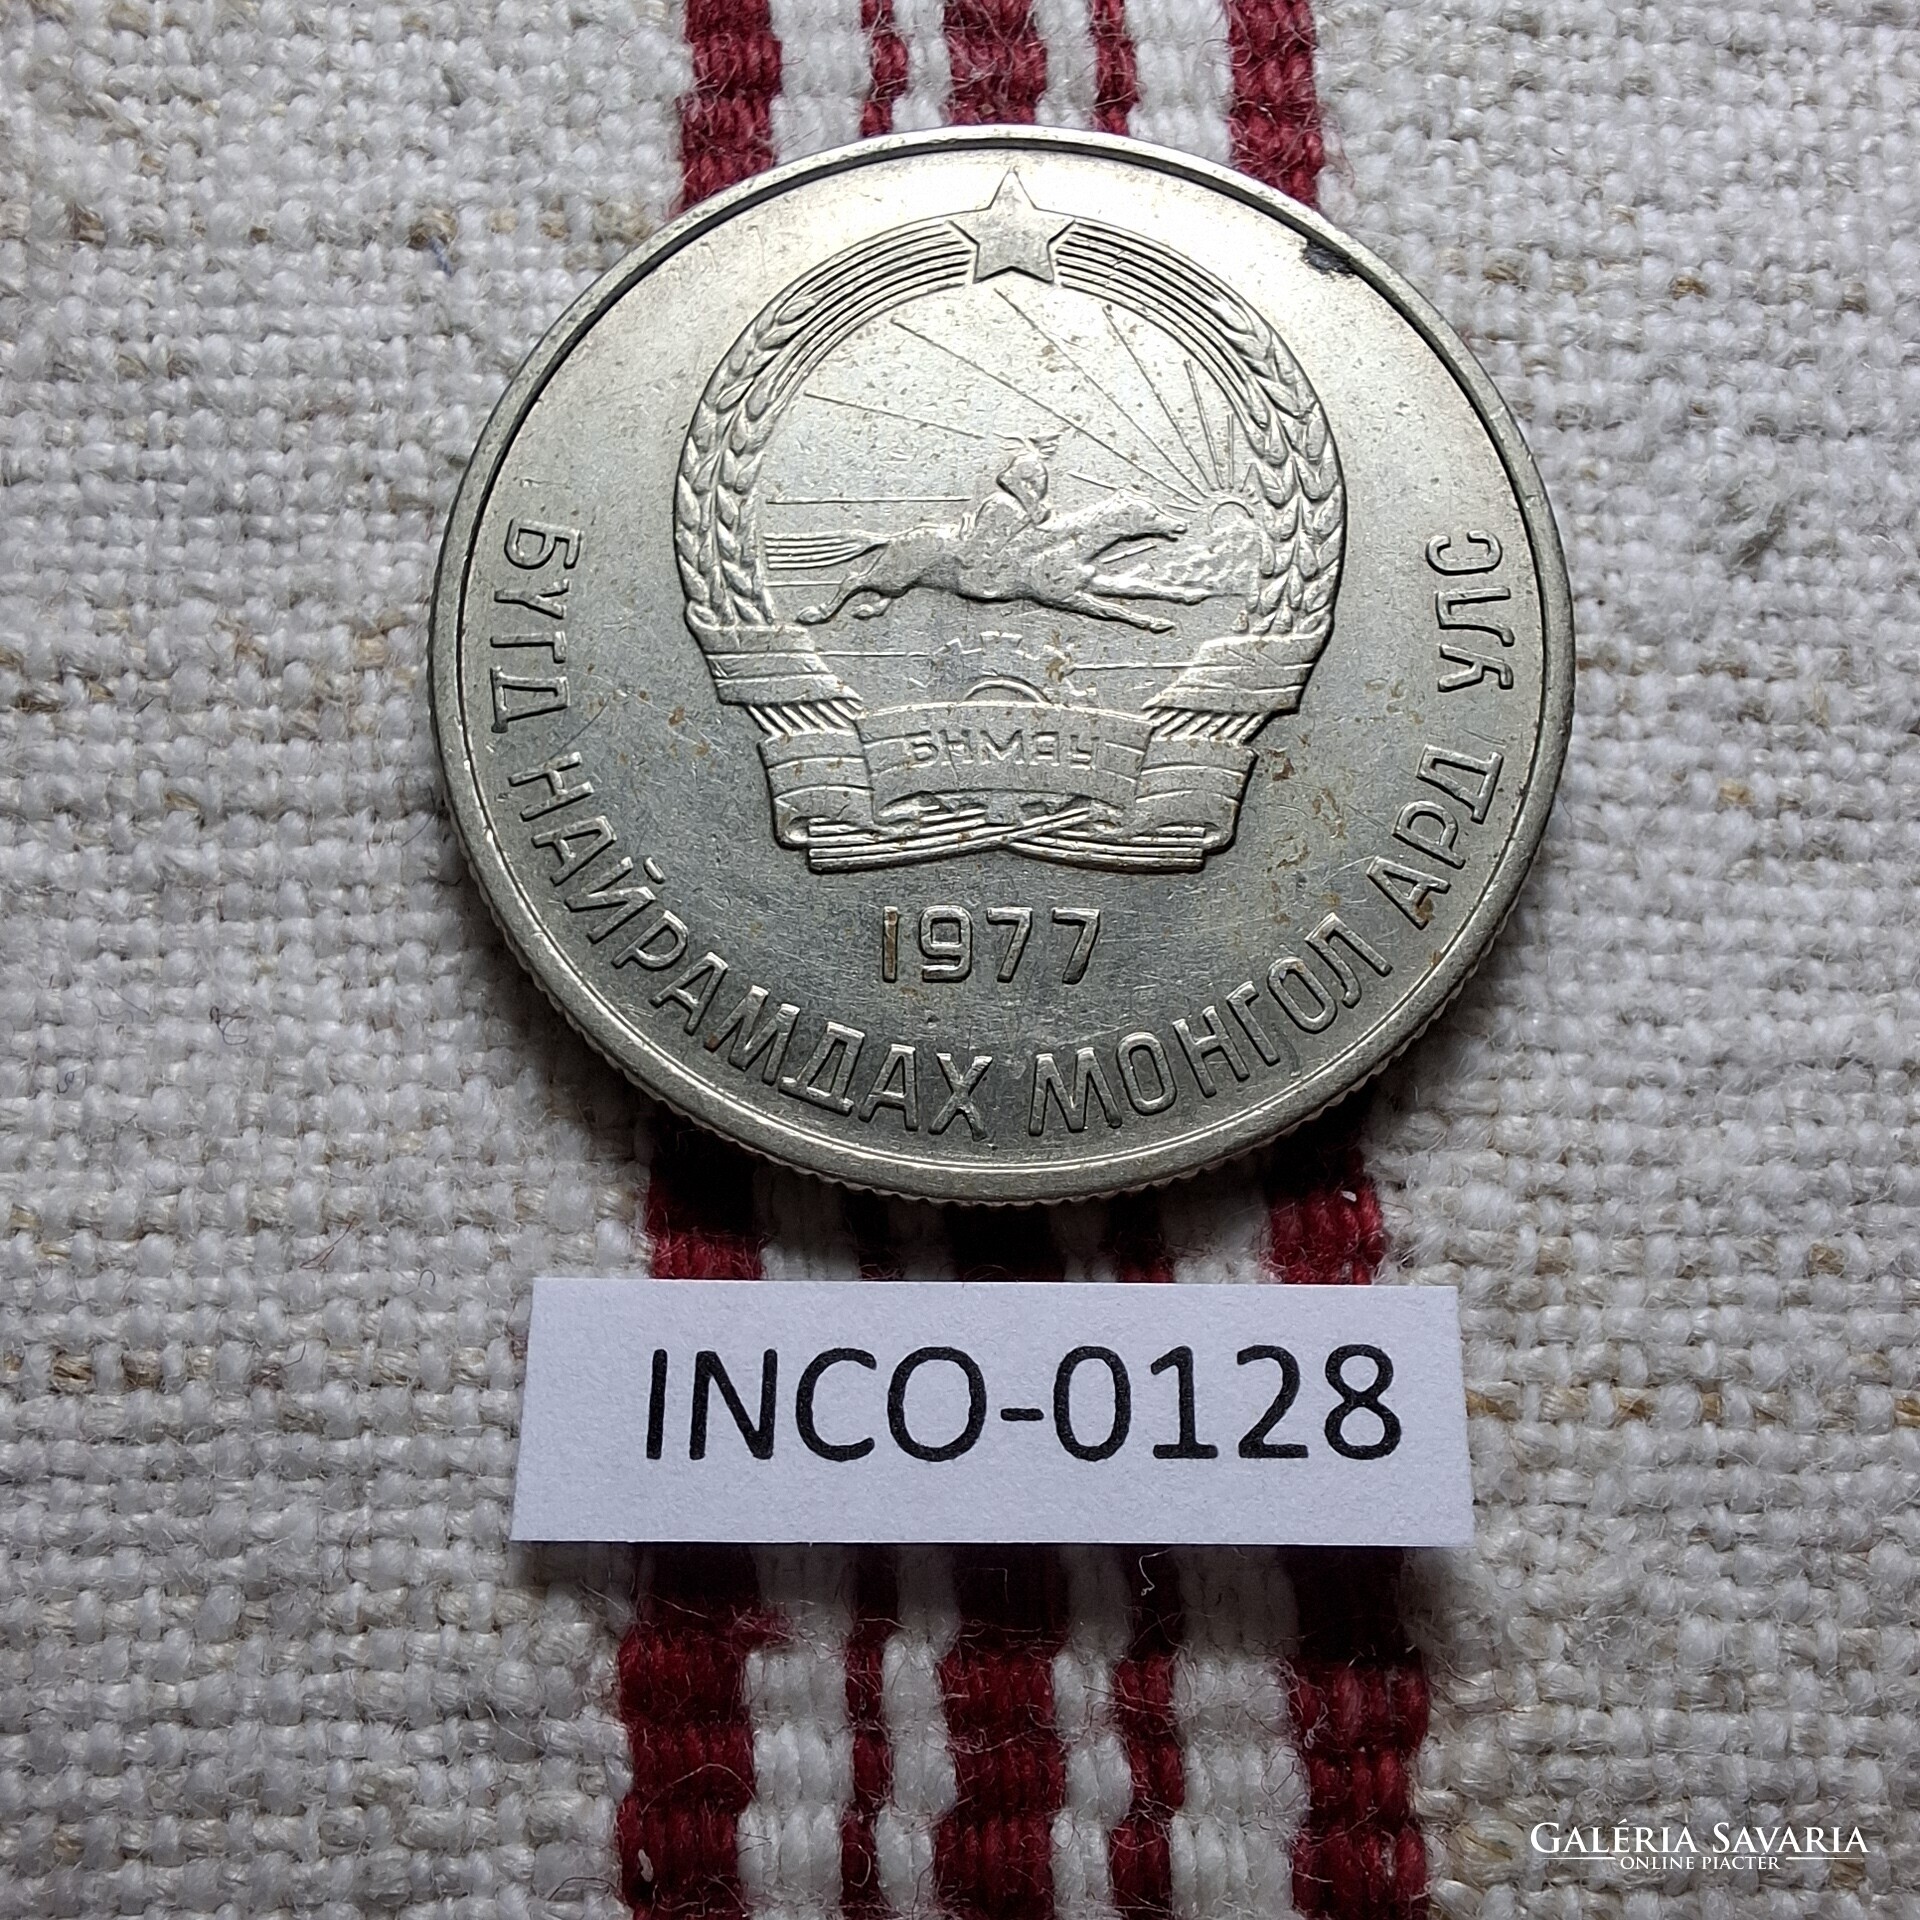 БНМАУ
1977
БҮГД НАЙРАМДАХ МОНГОЛ АРД УЛС
INCO-0128
GALÉRIA SAVARIA
ONLINE PIACTÉR